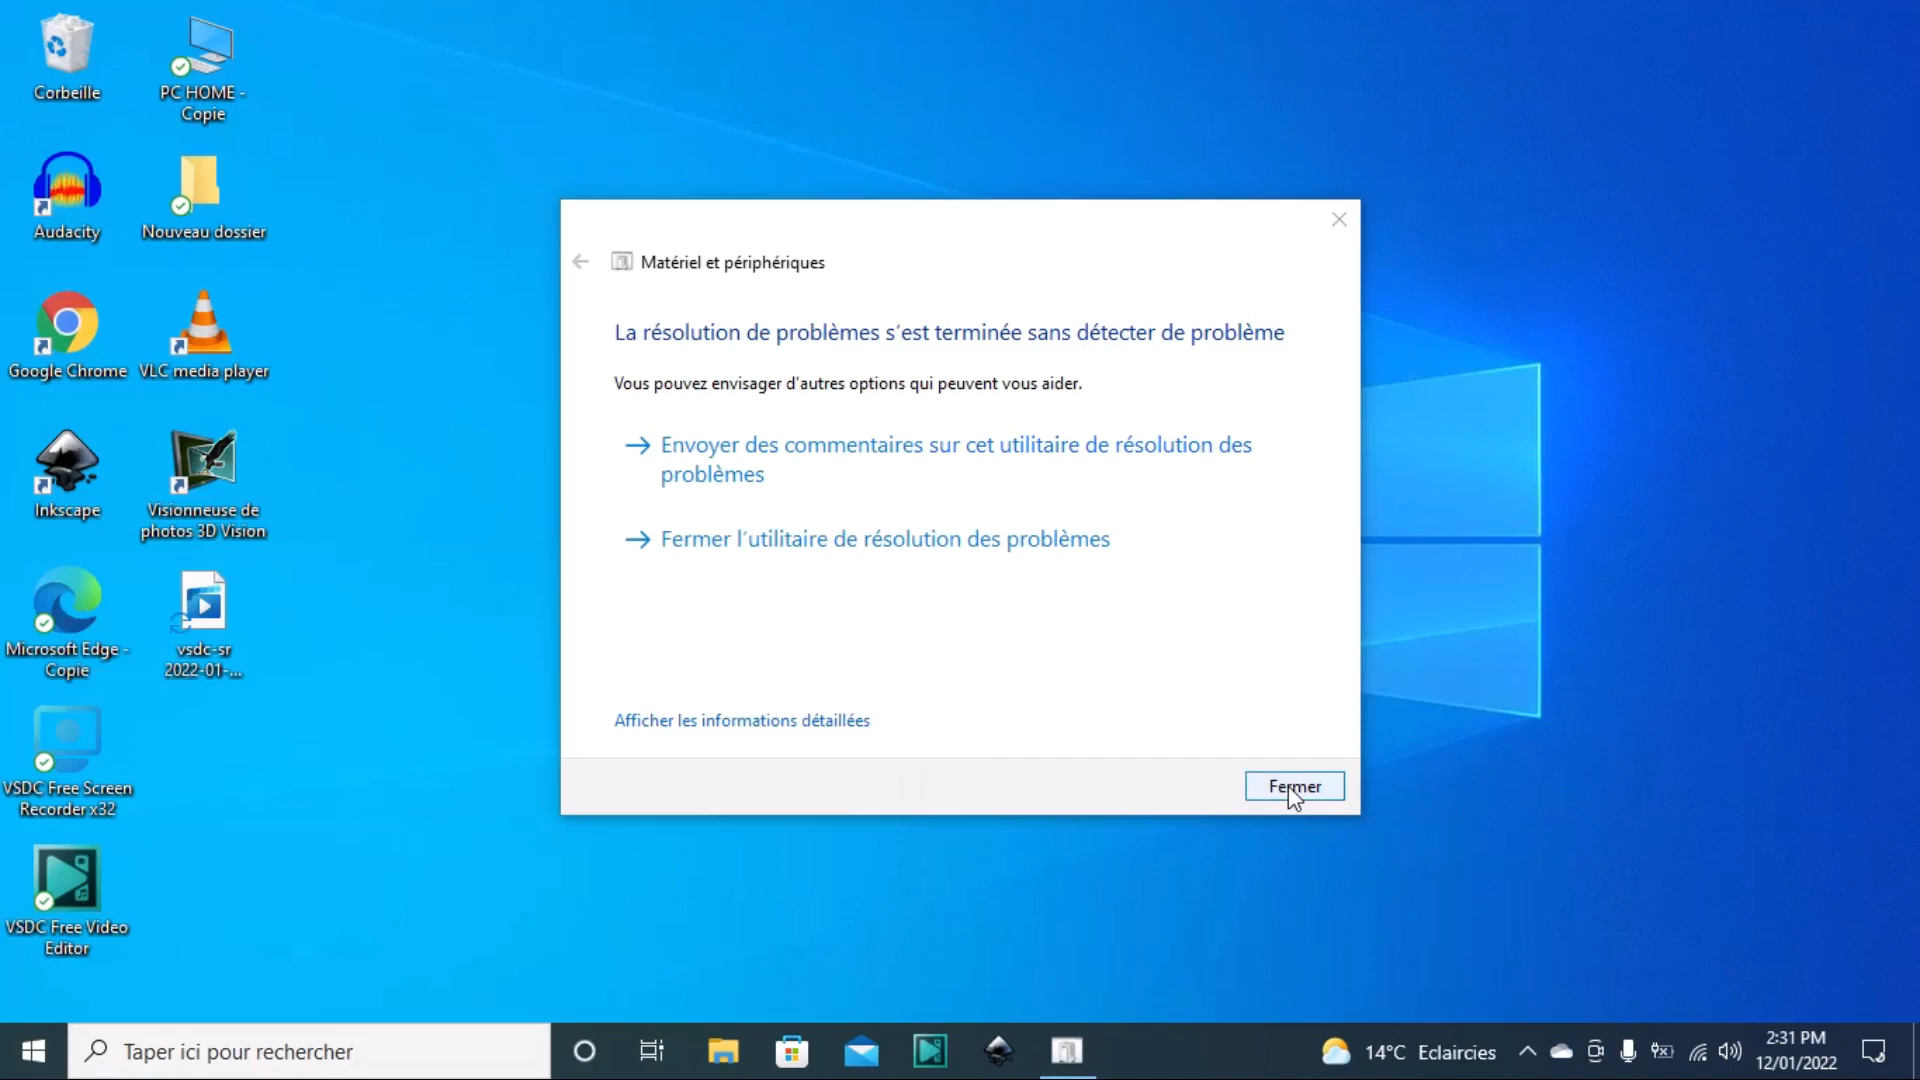 Corbeille
PC HOME -
Copie
Audacity
Nouveau dossier
Google Chrome
VLC media player
Inkscape
Visionneuse de
photos 3D Vision
Microsoft Edge -
Copie
vsdc-sr
2022-01-...
VSDC Free Screen
Recorder x32
VSDC Free Video
Editor
Matériel et périphériques
La résolution de problèmes s'est terminée sans détecter de problème
Vous pouvez envisager d'autres options qui peuvent vous aider.
Envoyer des commentaires sur cet utilitaire de résolution des
problèmes
Fermer l'utilitaire de résolution des problèmes
Afficher les informations détaillées
Fermer
Taper ici pour rechercher
14°C Eclaircies
2:31 PM
12/01/2022